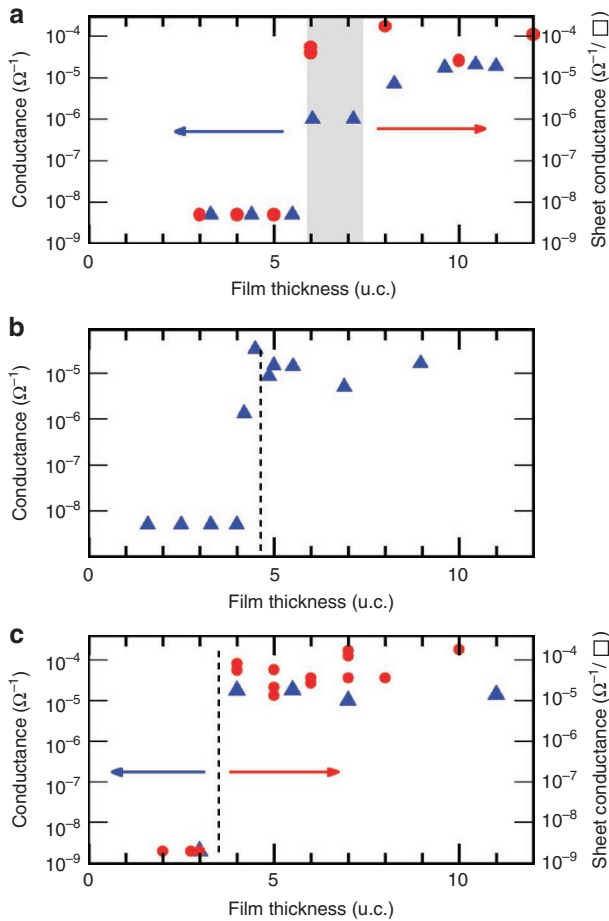 a
10⁻⁴
10⁻⁵
10⁻⁶
10⁻⁷
10⁻⁸
10⁻⁹
Conductance (Ω⁻¹)
10⁻⁴
10⁻⁵
10⁻⁶
10⁻⁷
10⁻⁸
10⁻⁹
Sheet conductance (Ω⁻¹/□)
0 5 10
Film thickness (u.c.)
b
10⁻⁵
10⁻⁶
10⁻⁷
10⁻⁸
Conductance (Ω⁻¹)
0 5 10
Film thickness (u.c.)
c
10⁻⁴
10⁻⁵
10⁻⁶
10⁻⁷
10⁻⁸
10⁻⁹
Conductance (Ω⁻¹)
10⁻⁴
10⁻⁵
10⁻⁶
10⁻⁷
10⁻⁸
10⁻⁹
Sheet conductance (Ω⁻¹/□)
0 5 10
Film thickness (u.c.)